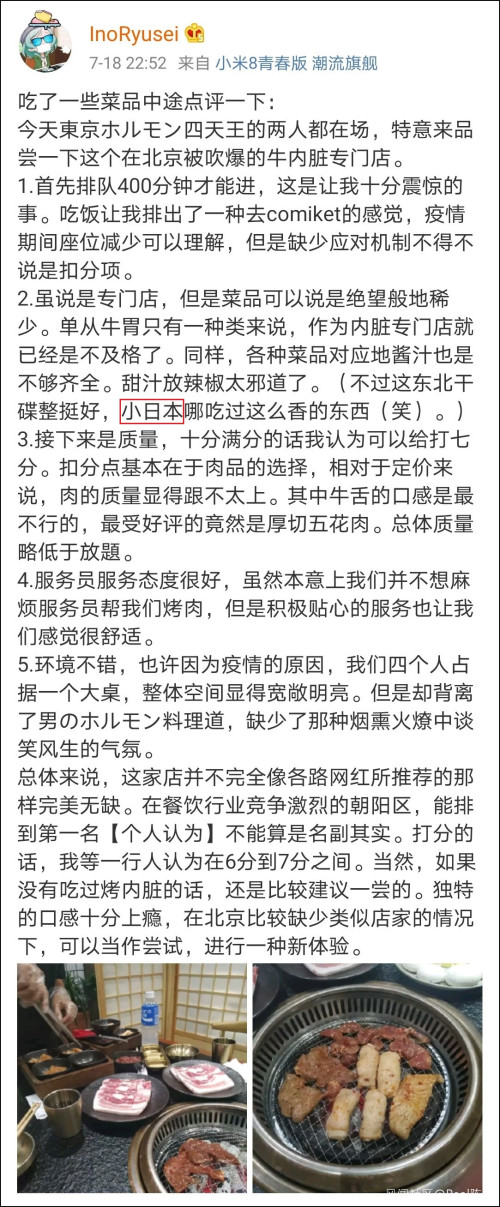 InoRyusei
7-18 22:52 来自 小米8青春版 潮流旗舰
吃了一些菜品中途点评一下：
今天東京ホルモン四天王的两人都在场，特意来品
尝一下这个在北京被吹爆的牛内脏专门店。
1.首先排队400分钟才能进，这是让我十分震惊的
事。吃饭让我排出了一种去comiket的感觉，疫情
期间座位减少可以理解，但是缺少应对机制不得不
说是扣分项。
2.虽说是专门店，但是菜品可以说是绝望般地稀
少。单从牛胃只有一种类来说，作为内脏专门店就
已经是不及格了。同样，各种菜品对应地酱汁也是
不够齐全。甜汁放辣椒太邪道了。（不过这东北干
碟整挺好，小日本哪吃过这么香的东西（笑）。）
3.接下来是质量，十分满分的话我认为可以给打七
分。扣分点基本在于肉品的选择，相对于定价来
说，肉的质量显得跟不太上。其中牛舌的口感是最
不行的，最受好评的竟然是厚切五花肉。总体质量
略低于放題。
4.服务员服务态度很好，虽然本意上我们并不想麻
烦服务员帮我们烤肉，但是积极贴心的服务也让我
们感觉很舒适。
5.环境不错，也许因为疫情的原因，我们四个人占
据一个大桌，整体空间显得宽敞明亮。但是却背离
了男のホルモン料理道，缺少了那种烟熏火燎中谈
笑风生的气氛。
总体来说，这家店并不完全像各路网红所推荐的那
样完美无缺。在餐饮行业竞争激烈的朝阳区，能排
到第一名【个人认为】不能算是名副其实。打分的
话，我等一行人认为在6分到7分之间。当然，如果
没有吃过烤内脏的话，还是比较建议一尝的。独特
的口感十分上瘾，在北京比较缺少类似店家的情况
下，可以当作尝试，进行一种新体验。